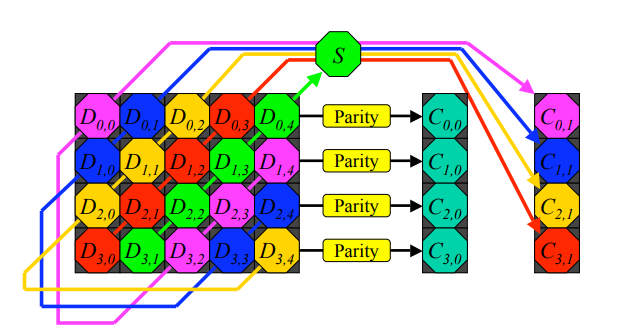 S
D0,0 D0,1 D0,2 D0,3 D0,4 Parity C0,0 C0,1
D1,0 D1,1 D1,2 D1,3 D1,4 Parity C1,0 C1,1
D2,0 D2,1 D2,2 D2,3 D2,4 Parity C2,0 C2,1
D3,0 D3,1 D3,2 D3,3 D3,4 Parity C3,0 C3,1